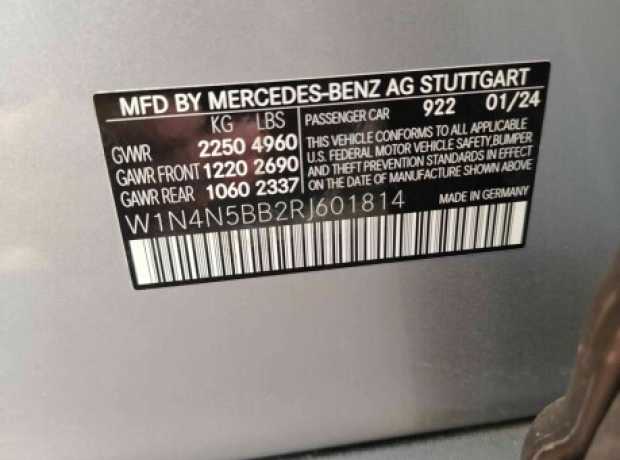 MFD BY MERCEDES-BENZ AG STUTTGART
KG LBS
GVWR 2250 4960
GAWR FRONT 1220 2690
GAWR REAR 1060 2337
PASSENGER CAR 922 01/24
THIS VEHICLE CONFORMS TO ALL APPLICABLE
U.S. FEDERAL MOTOR VEHICLE SAFETY, BUMPER
AND THEFT PREVENTION STANDARDS IN EFFECT
ON THE DATE OF MANUFACTURE SHOWN ABOVE
W1N4N5BB2RJ601814
MADE IN GERMANY